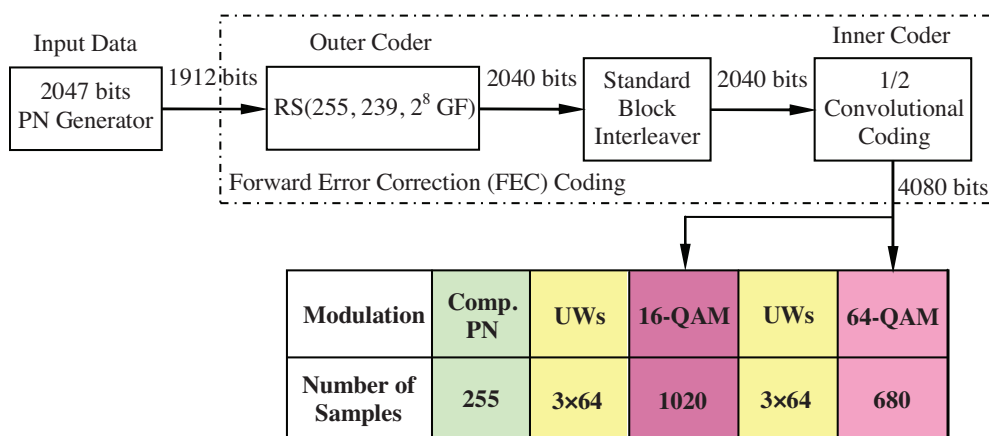 Input Data
Outer Coder
Inner Coder
2047 bits
PN Generator
1912 bits
RS(255, 239, 2⁸ GF)
2040 bits
Standard
Block
Interleaver
2040 bits
1/2
Convolutional
Coding
Forward Error Correction (FEC) Coding
4080 bits
Modulation
Comp.
PN
UWs
16-QAM
UWs
64-QAM
Number of
Samples
255
3×64
1020
3×64
680